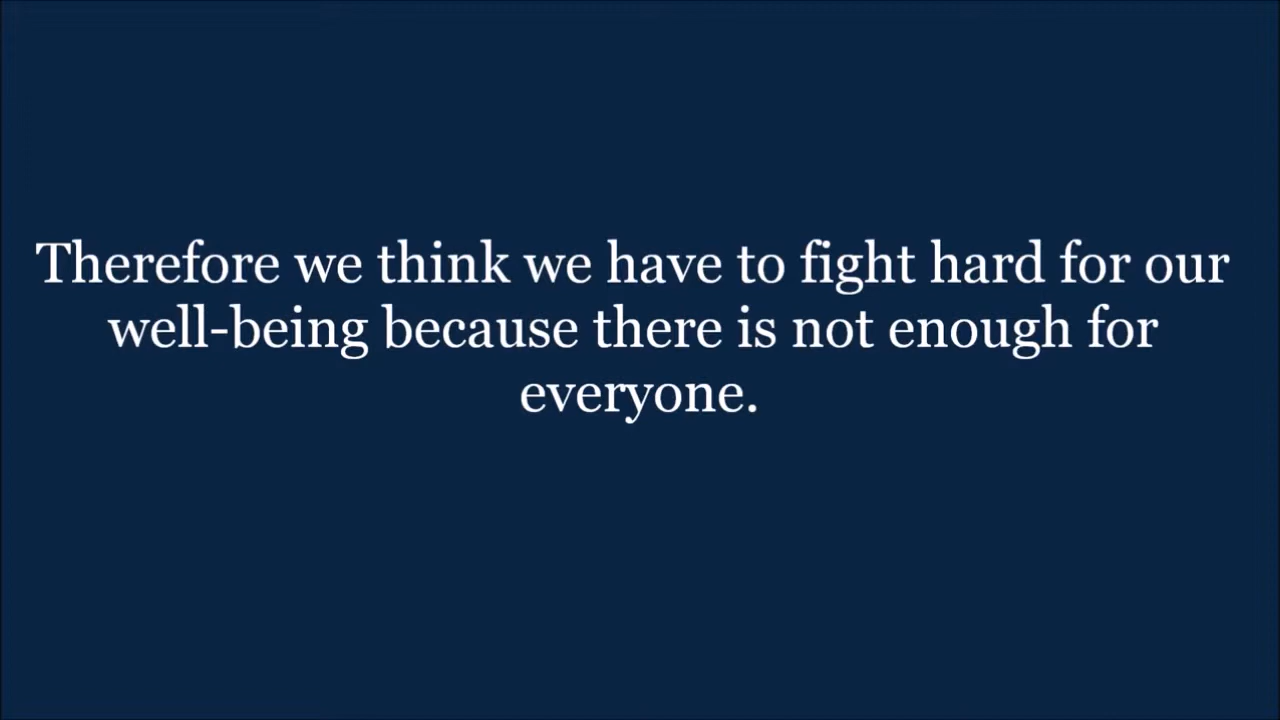 Therefore we think we have to fight hard for our
well-being because there is not enough for
everyone.